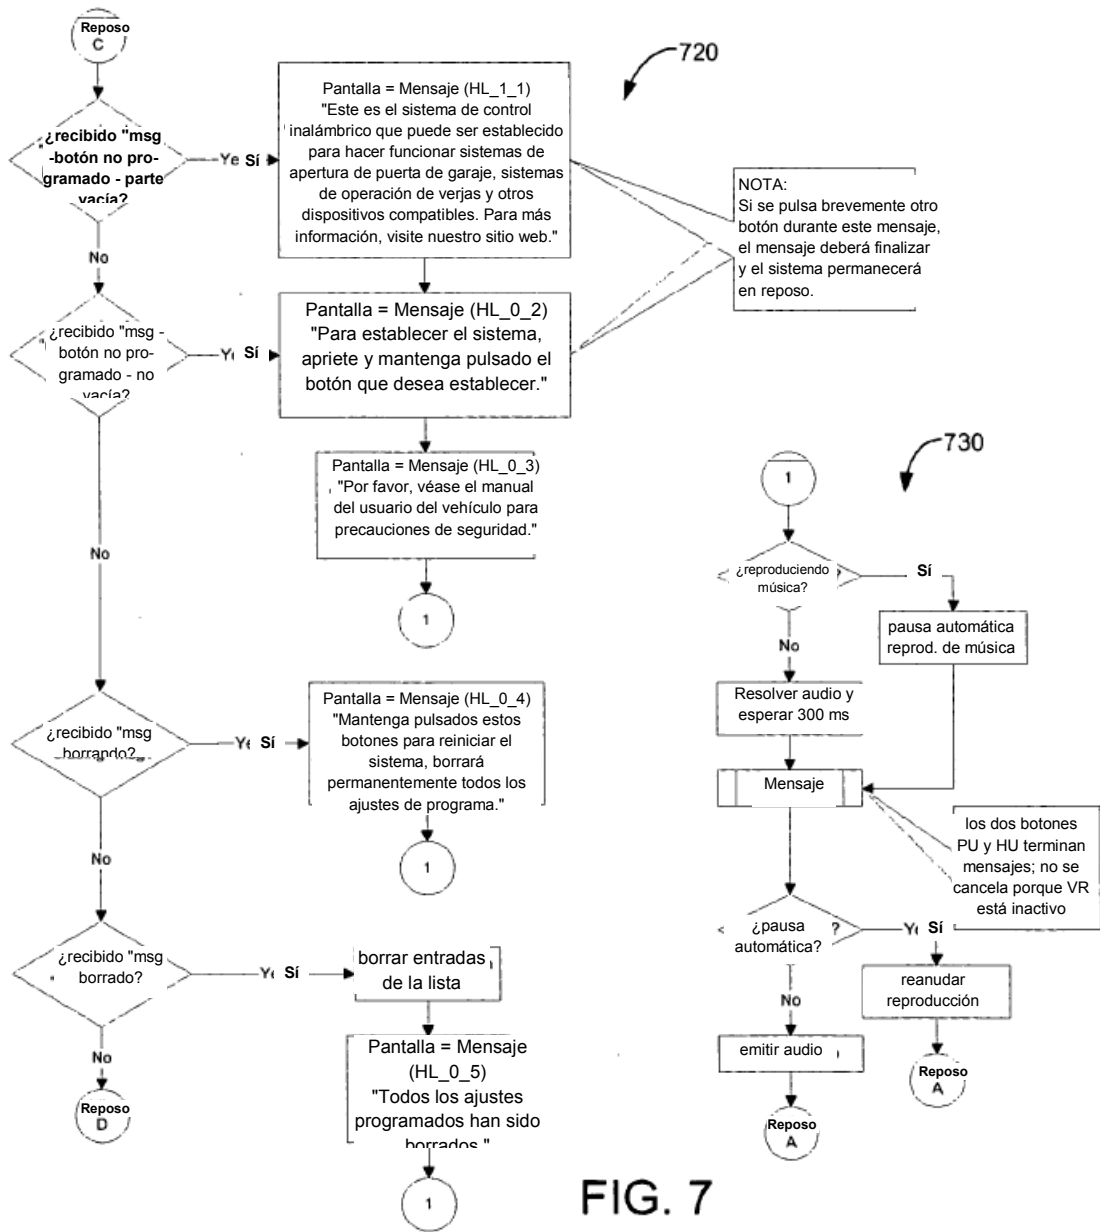 Reposo
C
720
Pantalla = Mensaje (HL_1_1)
"Este es el sistema de control
inalámbrico que puede ser establecido
para hacer funcionar sistemas de
apertura de puerta de garaje, sistemas
de operación de verjas y otros
dispositivos compatibles. Para más
información, visite nuestro sitio web."
¿recibido "msg
-botón no pro-
gramado - parte
vacía?
Ye Sí
No
NOTA:
Si se pulsa brevemente otro
botón durante este mensaje,
el mensaje deberá finalizar
y el sistema permanecerá
en reposo.
¿recibido "msg -
botón no pro-
gramado - no
vacía?
Sí
Pantalla = Mensaje (HL_0_2)
"Para establecer el sistema,
apriete y mantenga pulsado el
botón que desea establecer."
Pantalla = Mensaje (HL_0_3)
"Por favor, véase el manual
del usuario del vehículo para
precauciones de seguridad."
1
No
¿recibido "msg
borrando?
Sí
Pantalla = Mensaje (HL_0_4)
"Mantenga pulsados estos
botones para reiniciar el
sistema, borrará
permanentemente todos los
ajustes de programa."
1
No
¿recibido "msg
borrado?
Sí
borrar entradas
de la lista
Pantalla = Mensaje
(HL_0_5)
"Todos los ajustes
programados han sido
borrados."
1
No
Reposo
D
730
1
¿reproduciendo
música?
?
Sí
pausa automática
reprod. de música
No
Resolver audio y
esperar 300 ms
Mensaje
los dos botones
PU y HU terminan
mensajes; no se
cancela porque VR
está inactivo
¿pausa
automática?
?
Sí
reanudar
reproducción
Reposo
A
No
emitir audio
Reposo
A
FIG. 7